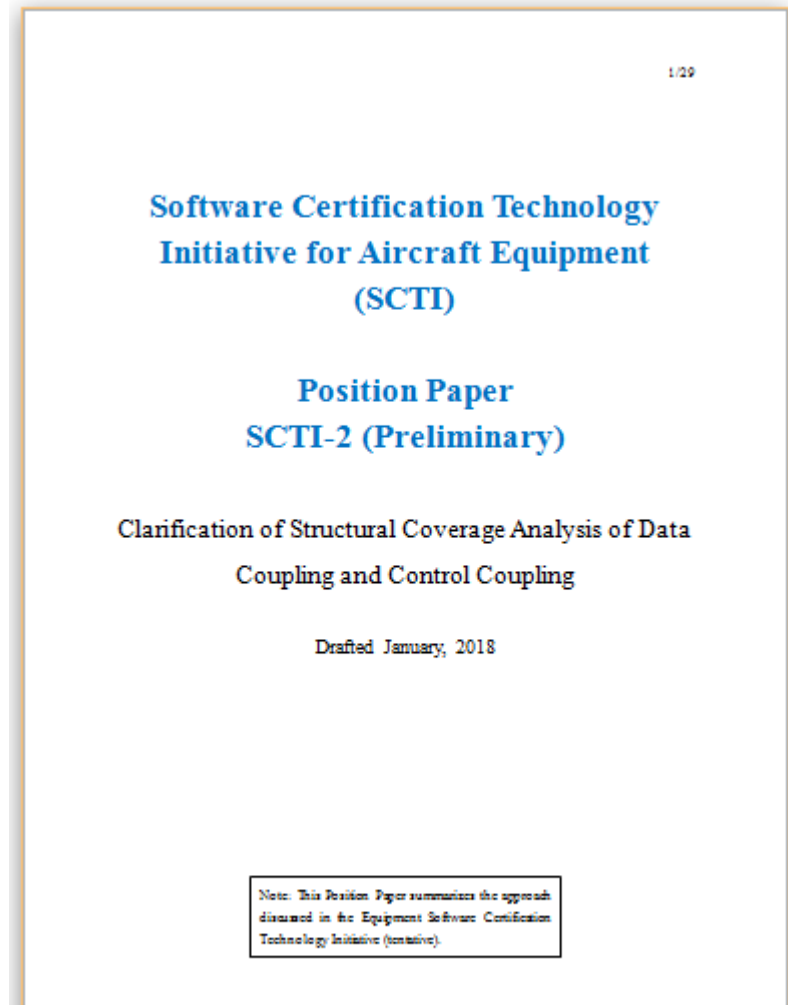 1/29
Software Certification Technology
Initiative for Aircraft Equipment
(SCTI)
Position Paper
SCTI-2 (Preliminary)
Clarification of Structural Coverage Analysis of Data
Coupling and Control Coupling
Drafted January, 2018
Note: This Position Paper summarizes the approach
discussed in the Equipment Software Certification
Technology Initiative (tentative).